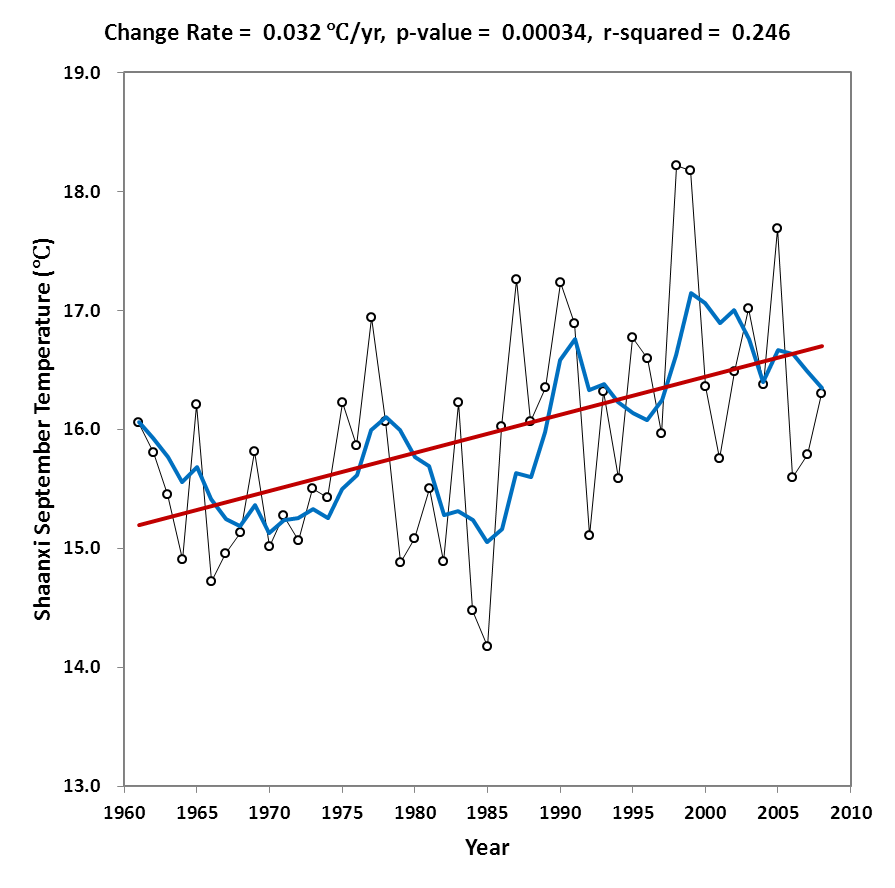 Change Rate = 0.032 ℃/yr, p-value = 0.00034, r-squared = 0.246
19.0
18.0
17.0
16.0
15.0
14.0
13.0
Shaanxi September Temperature (℃)
1960 1965 1970 1975 1980 1985 1990 1995 2000 2005 2010
Year